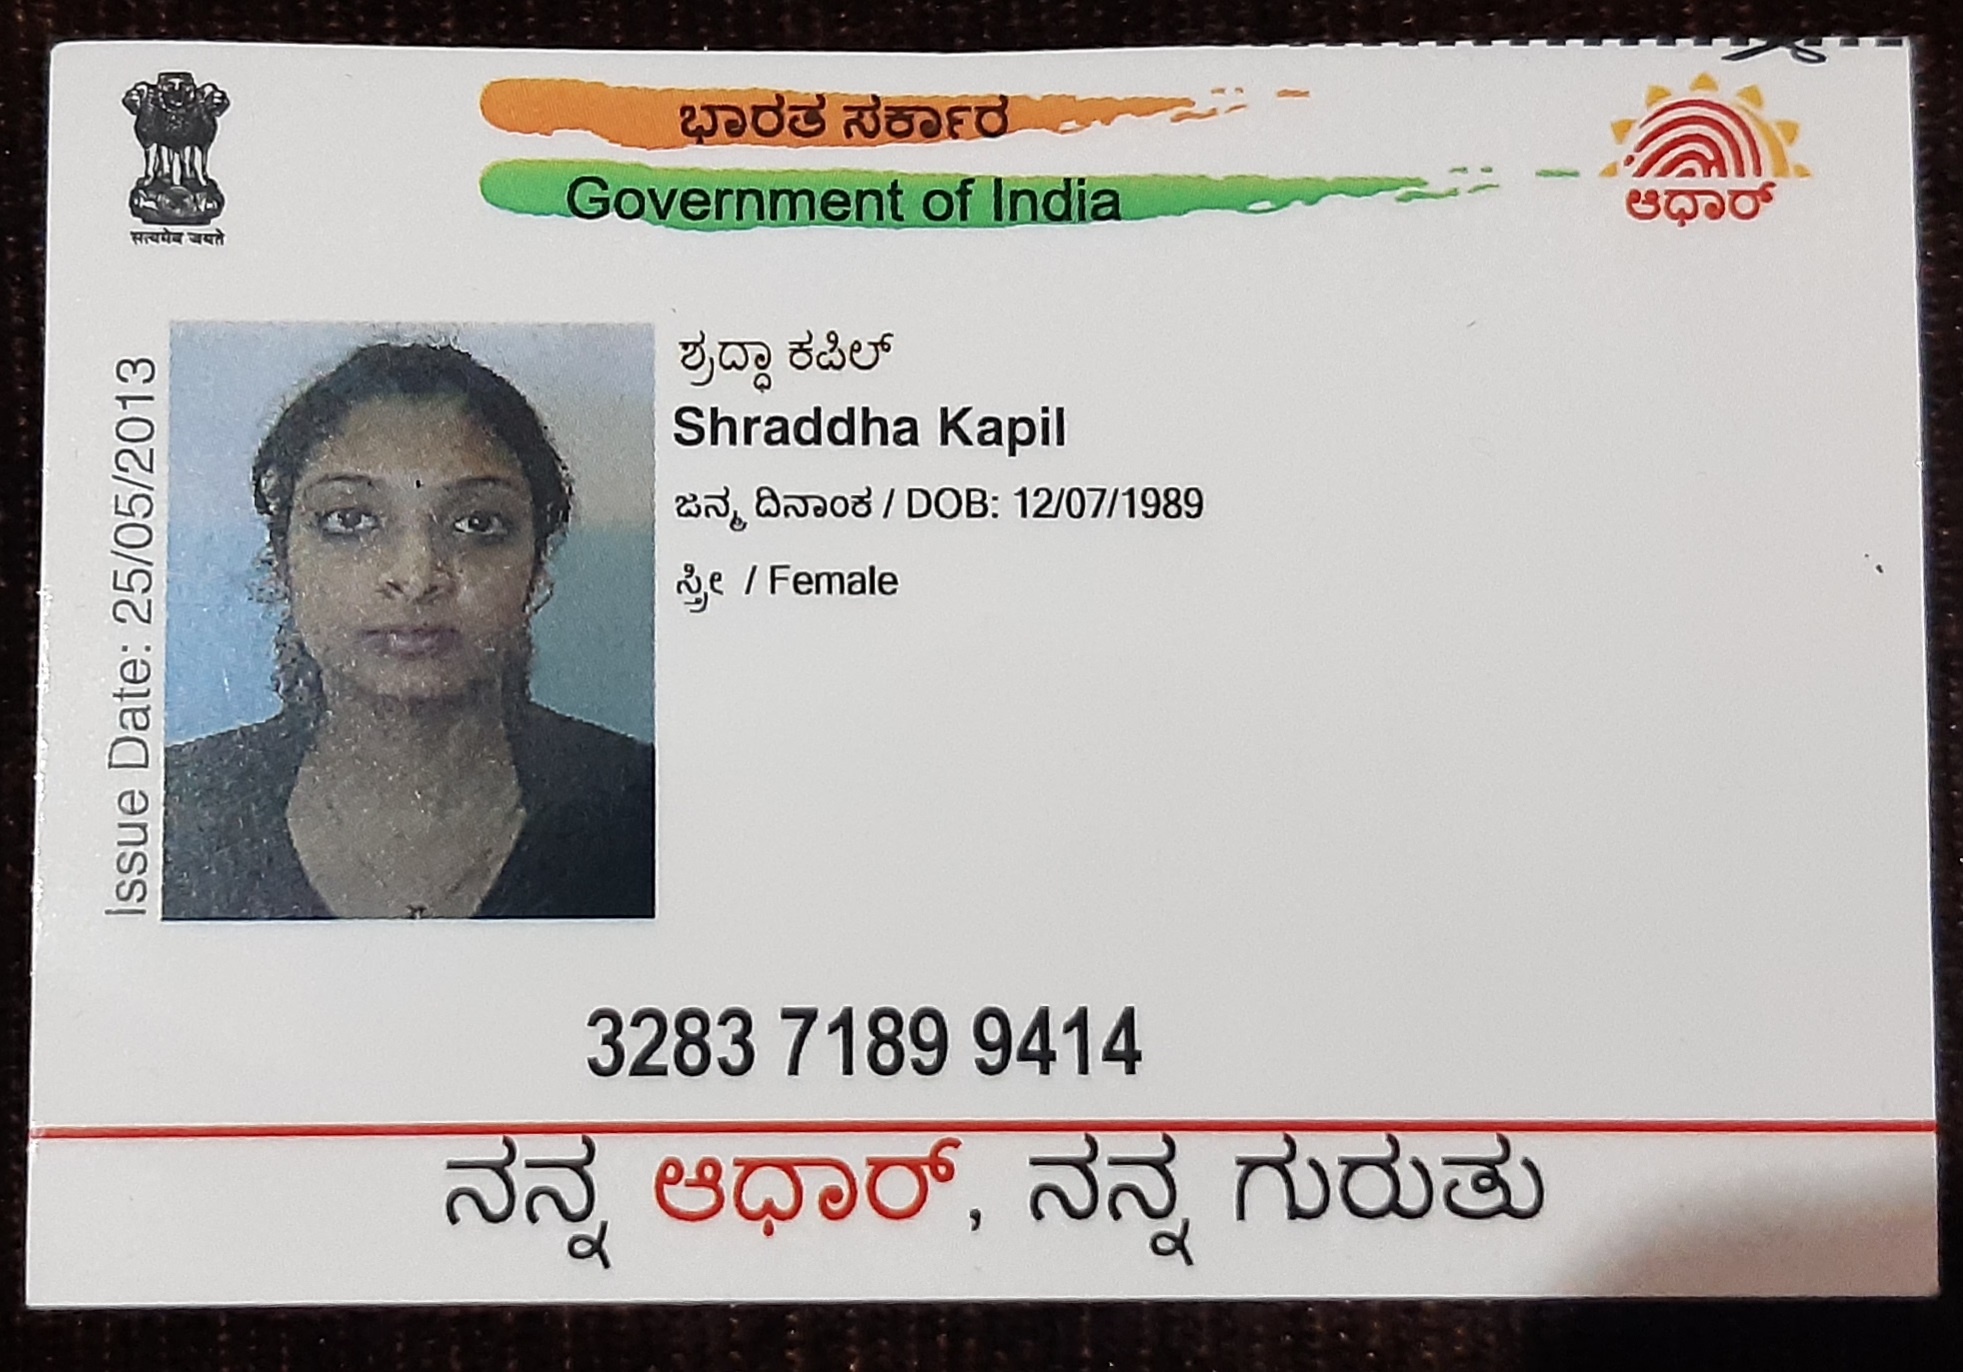 ಭಾರತ ಸರ್ಕಾರ
Government of India
ಆಧಾರ್
सत्यमेव जयते
Issue Date: 25/05/2013
ಶ್ರದ್ಧಾ ಕಪಿಲ್
Shraddha Kapil
ಜನ್ಮ ದಿನಾಂಕ / DOB: 12/07/1989
ಸ್ತ್ರೀ / Female
3283 7189 9414
ನನ್ನ ಆಧಾರ್, ನನ್ನ ಗುರುತು